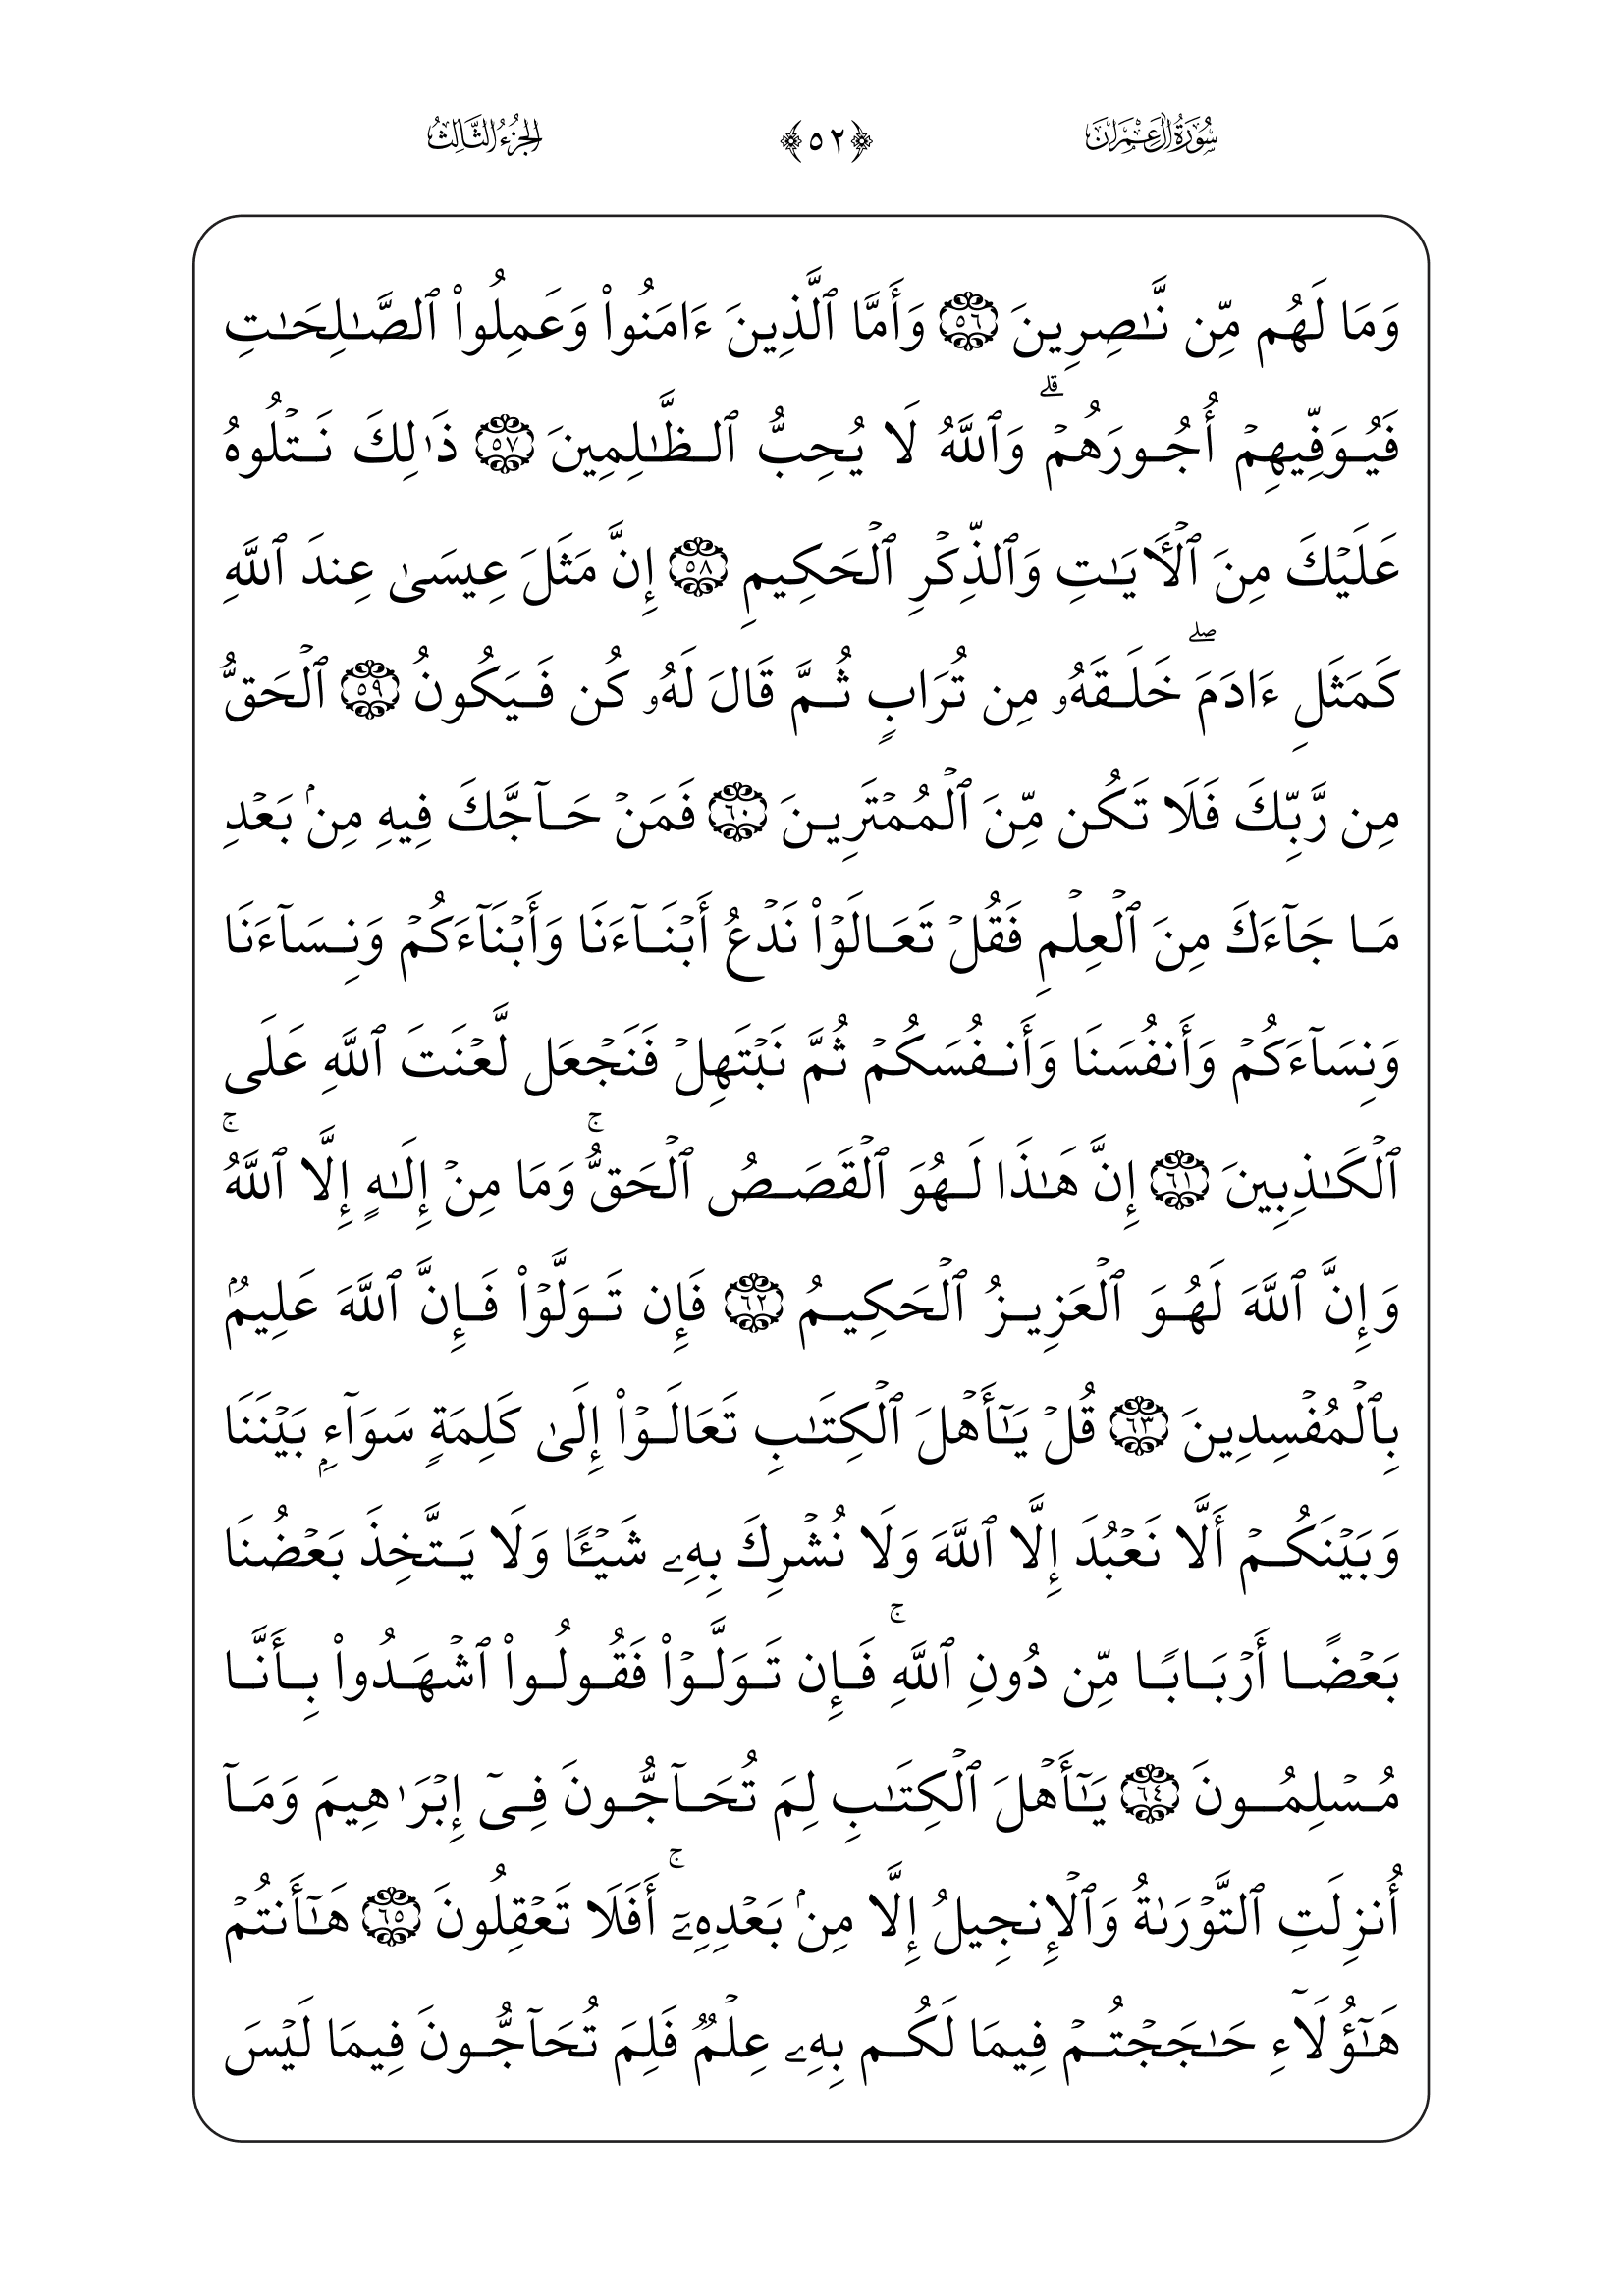 سُورَةُ آلِ عِمْرَانَ ﴿٥٢﴾ الجُزْءُ الثَّالِثُ
وَمَا لَهُم مِّن نَّـٰصِرِينَ ٥٦ وَأَمَّا ٱلَّذِينَ ءَامَنُوا۟ وَعَمِلُوا۟ ٱلصَّـٰلِحَـٰتِ
فَيُوَفِّيهِمۡ أُجُورَهُمۡۗ وَٱللَّهُ لَا يُحِبُّ ٱلظَّـٰلِمِينَ ٥٧ ذَٰلِكَ نَتۡلُوهُ
عَلَيۡكَ مِنَ ٱلۡـَٔايَـٰتِ وَٱلذِّكۡرِ ٱلۡحَكِيمِ ٥٨ إِنَّ مَثَلَ عِيسَىٰ عِندَ ٱللَّهِ
كَمَثَلِ ءَادَمَۖ خَلَقَهُۥ مِن تُرَابٍ ثُمَّ قَالَ لَهُۥ كُن فَيَكُونُ ٥٩ ٱلۡحَقُّ
مِن رَّبِّكَ فَلَا تَكُن مِّنَ ٱلۡمُمۡتَرِينَ ٦٠ فَمَنۡ حَآجَّكَ فِيهِ مِنۢ بَعۡدِ
مَا جَآءَكَ مِنَ ٱلۡعِلۡمِ فَقُلۡ تَعَالَوۡا۟ نَدۡعُ أَبۡنَآءَنَا وَأَبۡنَآءَكُمۡ وَنِسَآءَنَا
وَنِسَآءَكُمۡ وَأَنفُسَنَا وَأَنفُسَكُمۡ ثُمَّ نَبۡتَهِلۡ فَنَجۡعَل لَّعۡنَتَ ٱللَّهِ عَلَى
ٱلۡكَـٰذِبِينَ ٦١ إِنَّ هَـٰذَا لَهُوَ ٱلۡقَصَصُ ٱلۡحَقُّۚ وَمَا مِنۡ إِلَـٰهٍ إِلَّا ٱللَّهُۚ
وَإِنَّ ٱللَّهَ لَهُوَ ٱلۡعَزِيزُ ٱلۡحَكِيمُ ٦٢ فَإِن تَوَلَّوۡا۟ فَإِنَّ ٱللَّهَ عَلِيمُۢ
بِٱلۡمُفۡسِدِينَ ٦٣ قُلۡ يَـٰٓأَهۡلَ ٱلۡكِتَـٰبِ تَعَالَوۡا۟ إِلَىٰ كَلِمَةٍ سَوَآءِۭ بَيۡنَنَا
وَبَيۡنَكُمۡ أَلَّا نَعۡبُدَ إِلَّا ٱللَّهَ وَلَا نُشۡرِكَ بِهِۦ شَيۡـًٔا وَلَا يَتَّخِذَ بَعۡضُنَا
بَعۡضًا أَرۡبَابًا مِّن دُونِ ٱللَّهِۚ فَإِن تَوَلَّوۡا۟ فَقُولُوا۟ ٱشۡهَدُوا۟ بِأَنَّا
مُسۡلِمُونَ ٦٤ يَـٰٓأَهۡلَ ٱلۡكِتَـٰبِ لِمَ تُحَآجُّونَ فِىٓ إِبۡرَٰهِيمَ وَمَآ
أُنزِلَتِ ٱلتَّوۡرَىٰةُ وَٱلۡإِنجِيلُ إِلَّا مِنۢ بَعۡدِهِۦٓۚ أَفَلَا تَعۡقِلُونَ ٦٥ هَـٰٓأَنتُمۡ
هَـٰٓؤُلَآءِ حَـٰجَجۡتُمۡ فِيمَا لَكُم بِهِۦ عِلۡمٌ فَلِمَ تُحَآجُّونَ فِيمَا لَيۡسَ